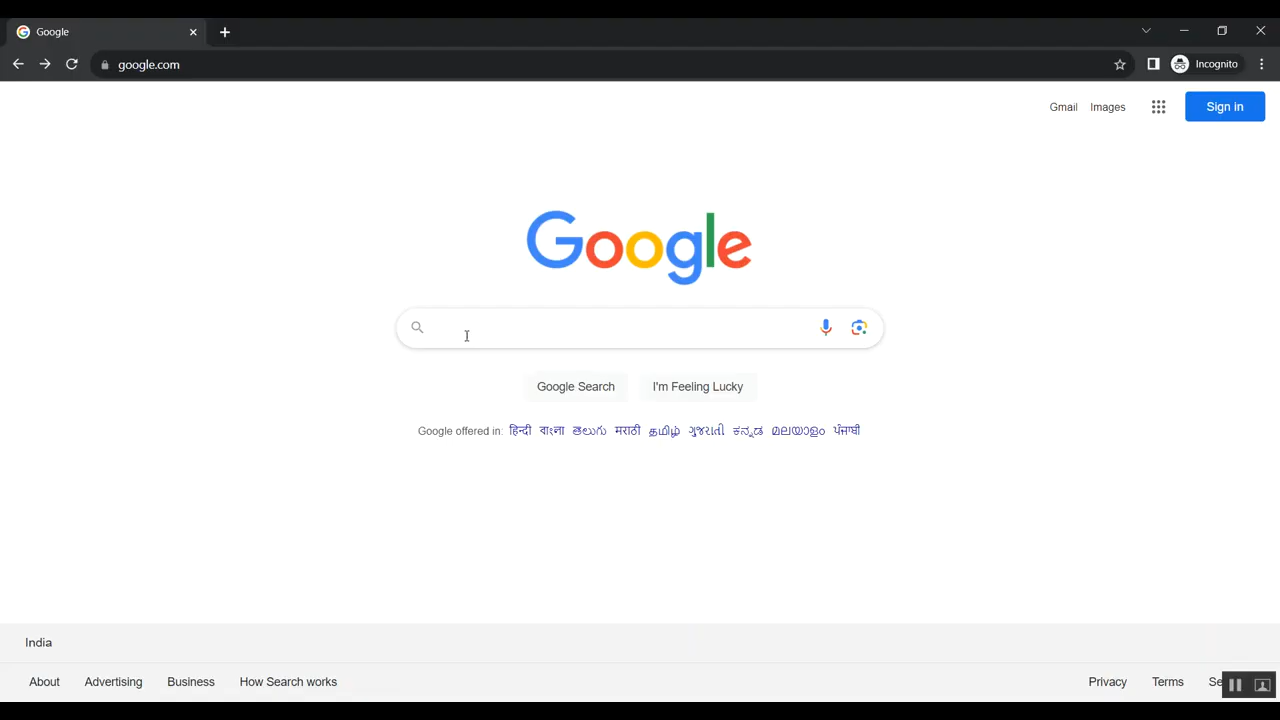 Google
google.com
Incognito
Gmail Images Sign in
Google
Google Search I'm Feeling Lucky
Google offered in: हिन्दी বাংলা తెలుగు मराठी தமிழ் ગુજરાતી ಕನ್ನಡ മലയാളം ਪੰਜਾਬੀ
India
About Advertising Business How Search works Privacy Terms Se